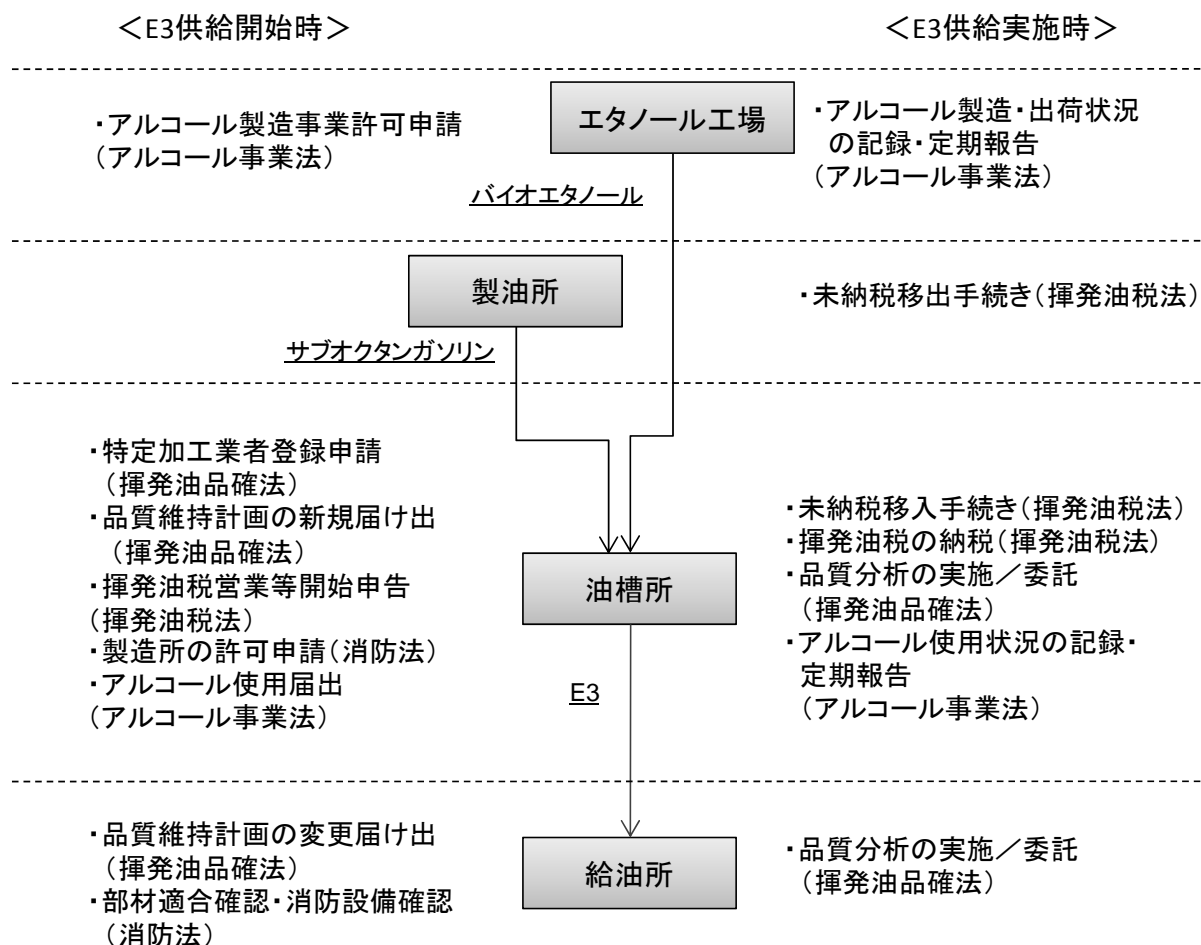 ＜E3供給開始時＞
＜E3供給実施時＞
・アルコール製造事業許可申請
（アルコール事業法）
エタノール工場
・アルコール製造・出荷状況
の記録・定期報告
（アルコール事業法）
バイオエタノール
製油所
・未納税移出手続き（揮発油税法）
サブオクタンガソリン
・特定加工業者登録申請
（揮発油品確法）
・品質維持計画の新規届け出
（揮発油品確法）
・揮発油税営業等開始申告
（揮発油税法）
・製造所の許可申請（消防法）
・アルコール使用届出
（アルコール事業法）
油槽所
・未納税移入手続き（揮発油税法）
・揮発油税の納税（揮発油税法）
・品質分析の実施／委託
（揮発油品確法）
・アルコール使用状況の記録・
定期報告
（アルコール事業法）
E3
・品質維持計画の変更届け出
（揮発油品確法）
・部材適合確認・消防設備確認
（消防法）
給油所
・品質分析の実施／委託
（揮発油品確法）